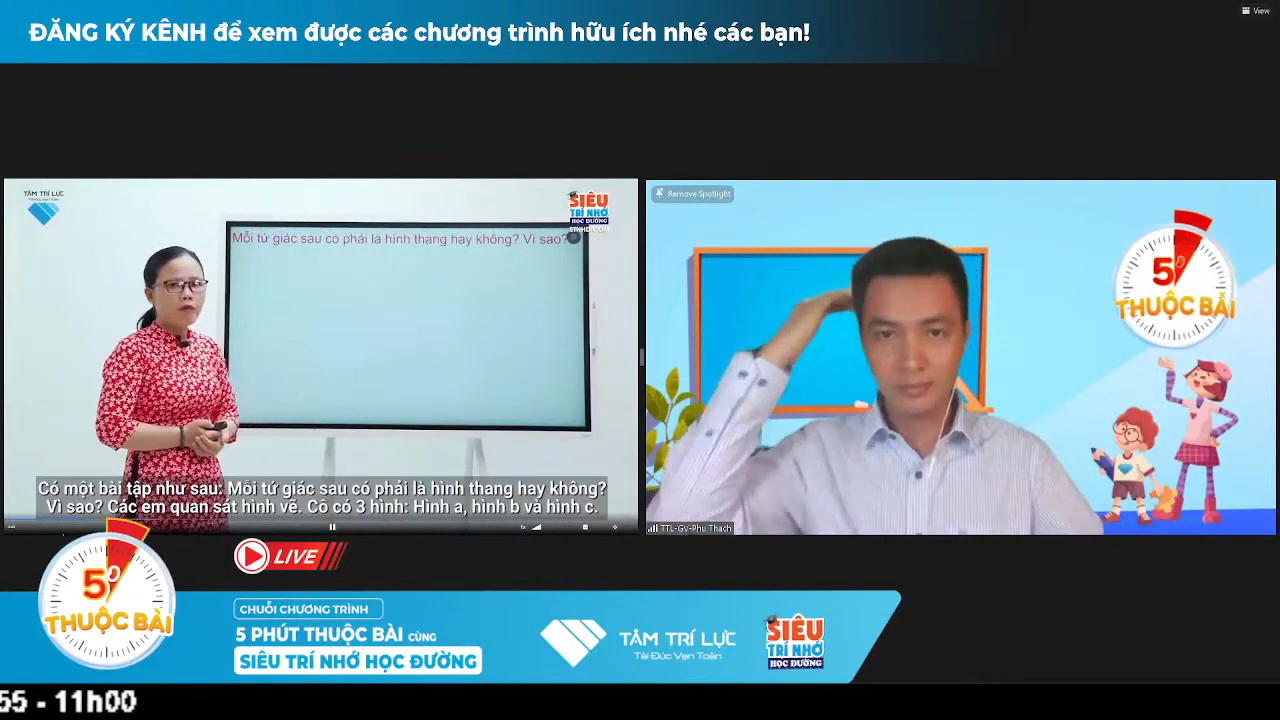 ĐĂNG KÝ KÊNH để xem được các chương trình hữu ích nhé các bạn!
View
TÂM TRÍ LỰC
SIÊU
TRÍ NHỚ
HỌC ĐƯỜNG
STNHD.COM
Mỗi tứ giác sau có phải là hình thang hay không? Vì sao?
Có một bài tập như sau: Mỗi tứ giác sau có phải là hình thang hay không?
Vì sao? Các em quan sát hình vẽ. Cô có 3 hình: Hình a, hình b và hình c.
Remove Spotlight
5
THUỘC BÀI
TTL-GV-Phu Thach
LIVE
5
THUỘC BÀI
CHUỖI CHƯƠNG TRÌNH
5 PHÚT THUỘC BÀI CÙNG
SIÊU TRÍ NHỚ HỌC ĐƯỜNG
TÂM TRÍ LỰC
Tài Đức Vẹn Toàn
SIÊU
TRÍ NHỚ
HỌC ĐƯỜNG
55 - 11h00